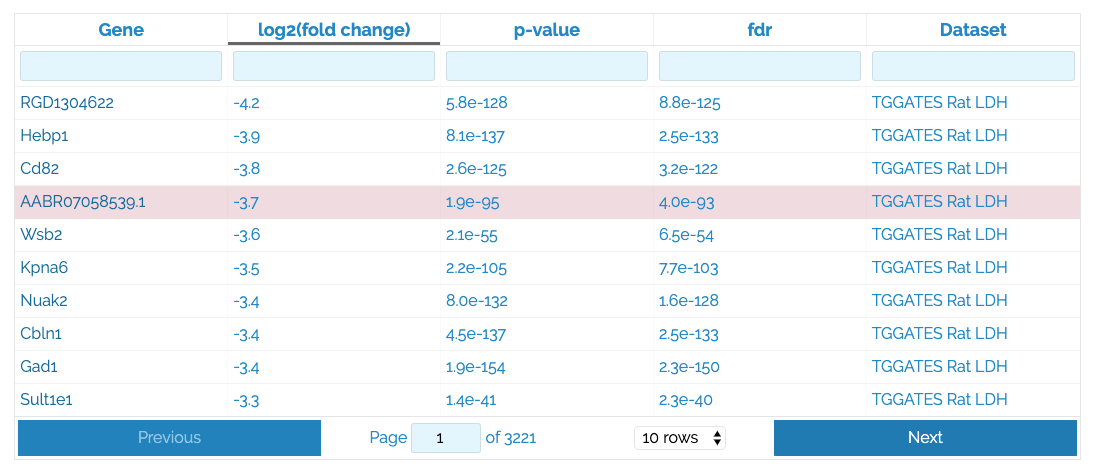 Gene log2(fold change) p-value fdr Dataset
RGD1304622 -4.2 5.8e-128 8.8e-125 TGGATES Rat LDH
Hebp1 -3.9 8.1e-137 2.5e-133 TGGATES Rat LDH
Cd82 -3.8 2.6e-125 3.2e-122 TGGATES Rat LDH
AABR07058539.1 -3.7 1.9e-95 4.0e-93 TGGATES Rat LDH
Wsb2 -3.6 2.1e-55 6.5e-54 TGGATES Rat LDH
Kpna6 -3.5 2.2e-105 7.7e-103 TGGATES Rat LDH
Nuak2 -3.4 8.0e-132 1.6e-128 TGGATES Rat LDH
Cbln1 -3.4 4.5e-137 2.5e-133 TGGATES Rat LDH
Gad1 -3.4 1.9e-154 2.3e-150 TGGATES Rat LDH
Sult1e1 -3.3 1.4e-41 2.3e-40 TGGATES Rat LDH
Previous Page 1 of 3221 10 rows Next